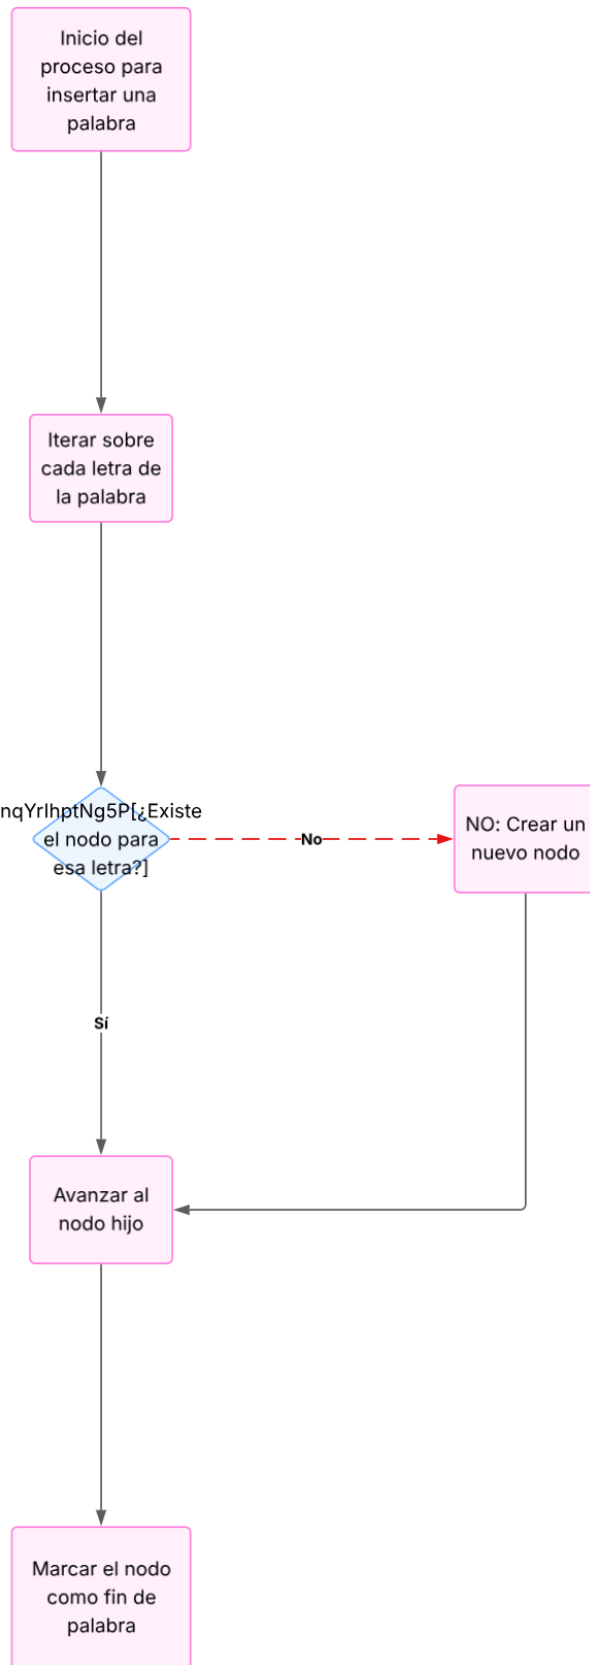 Inicio del
proceso para
insertar una
palabra
Iterar sobre
cada letra de
la palabra
nqYrIhptNg5P[¿Existe
el nodo para
esa letra?]
No
NO: Crear un
nuevo nodo
Sí
Avanzar al
nodo hijo
Marcar el nodo
como fin de
palabra